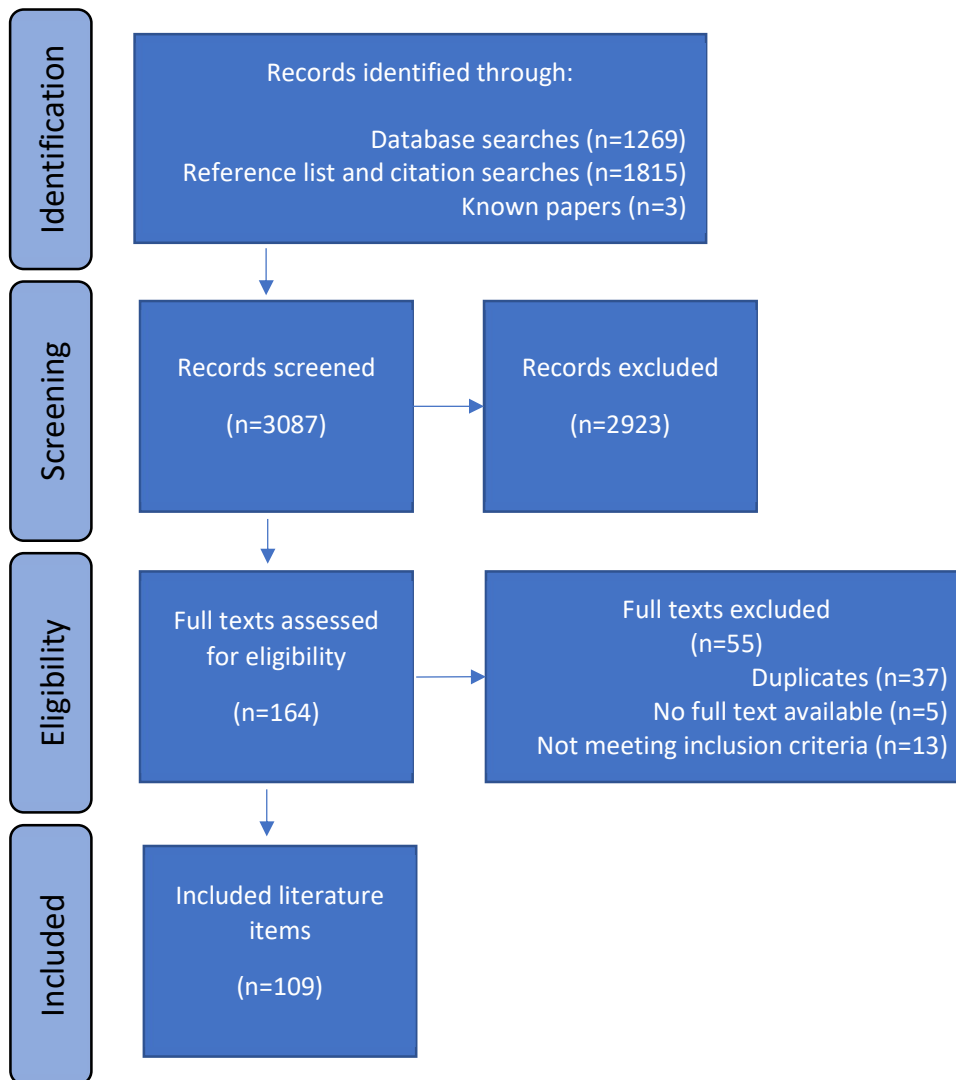 Identification
Records identified through:
Database searches (n=1269)
Reference list and citation searches (n=1815)
Known papers (n=3)
Screening
Records screened
(n=3087)
Records excluded
(n=2923)
Eligibility
Full texts assessed
for eligibility
(n=164)
Full texts excluded
(n=55)
Duplicates (n=37)
No full text available (n=5)
Not meeting inclusion criteria (n=13)
Included
Included literature
items
(n=109)